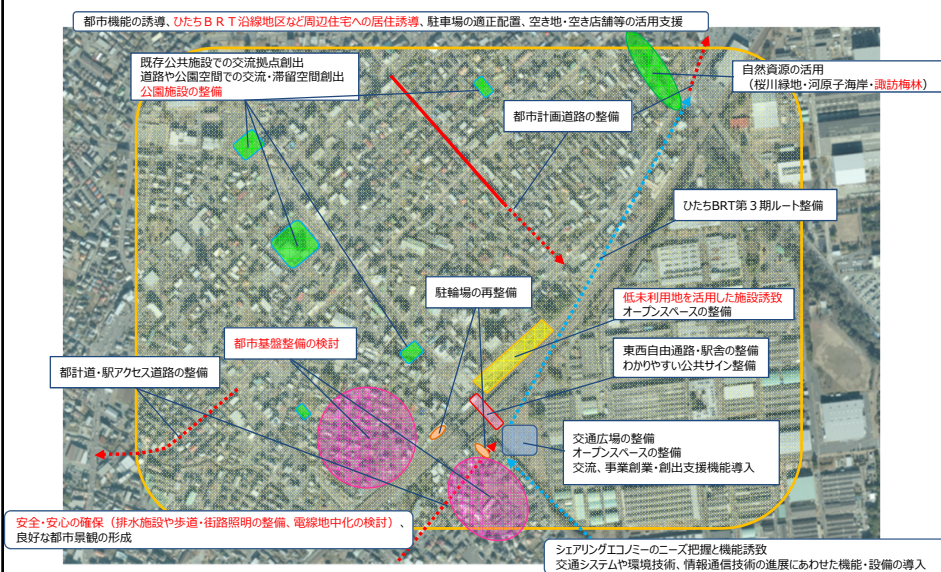 都市機能の誘導、ひたちＢＲＴ沿線地区など周辺住宅への居住誘導、駐車場の適正配置、空き地・空き店舗等の活用支援
既存公共施設での交流拠点創出
道路や公園空間での交流・滞留空間創出
公園施設の整備
自然資源の活用
（桜川緑地・河原子海岸・諏訪梅林）
都市計画道路の整備
ひたちBRT第３期ルート整備
駐輪場の再整備
低未利用地を活用した施設誘致
オープンスペースの整備
都市基盤整備の検討
東西自由通路・駅舎の整備
わかりやすい公共サイン整備
都計道・駅アクセス道路の整備
交通広場の整備
オープンスペースの整備
交流、事業創業・創出支援機能導入
安全・安心の確保（排水施設や歩道・街路照明の整備、電線地中化の検討）、
良好な都市景観の形成
シェアリングエコノミーのニーズ把握と機能誘致
交通システムや環境技術、情報通信技術の進展にあわせた機能・設備の導入